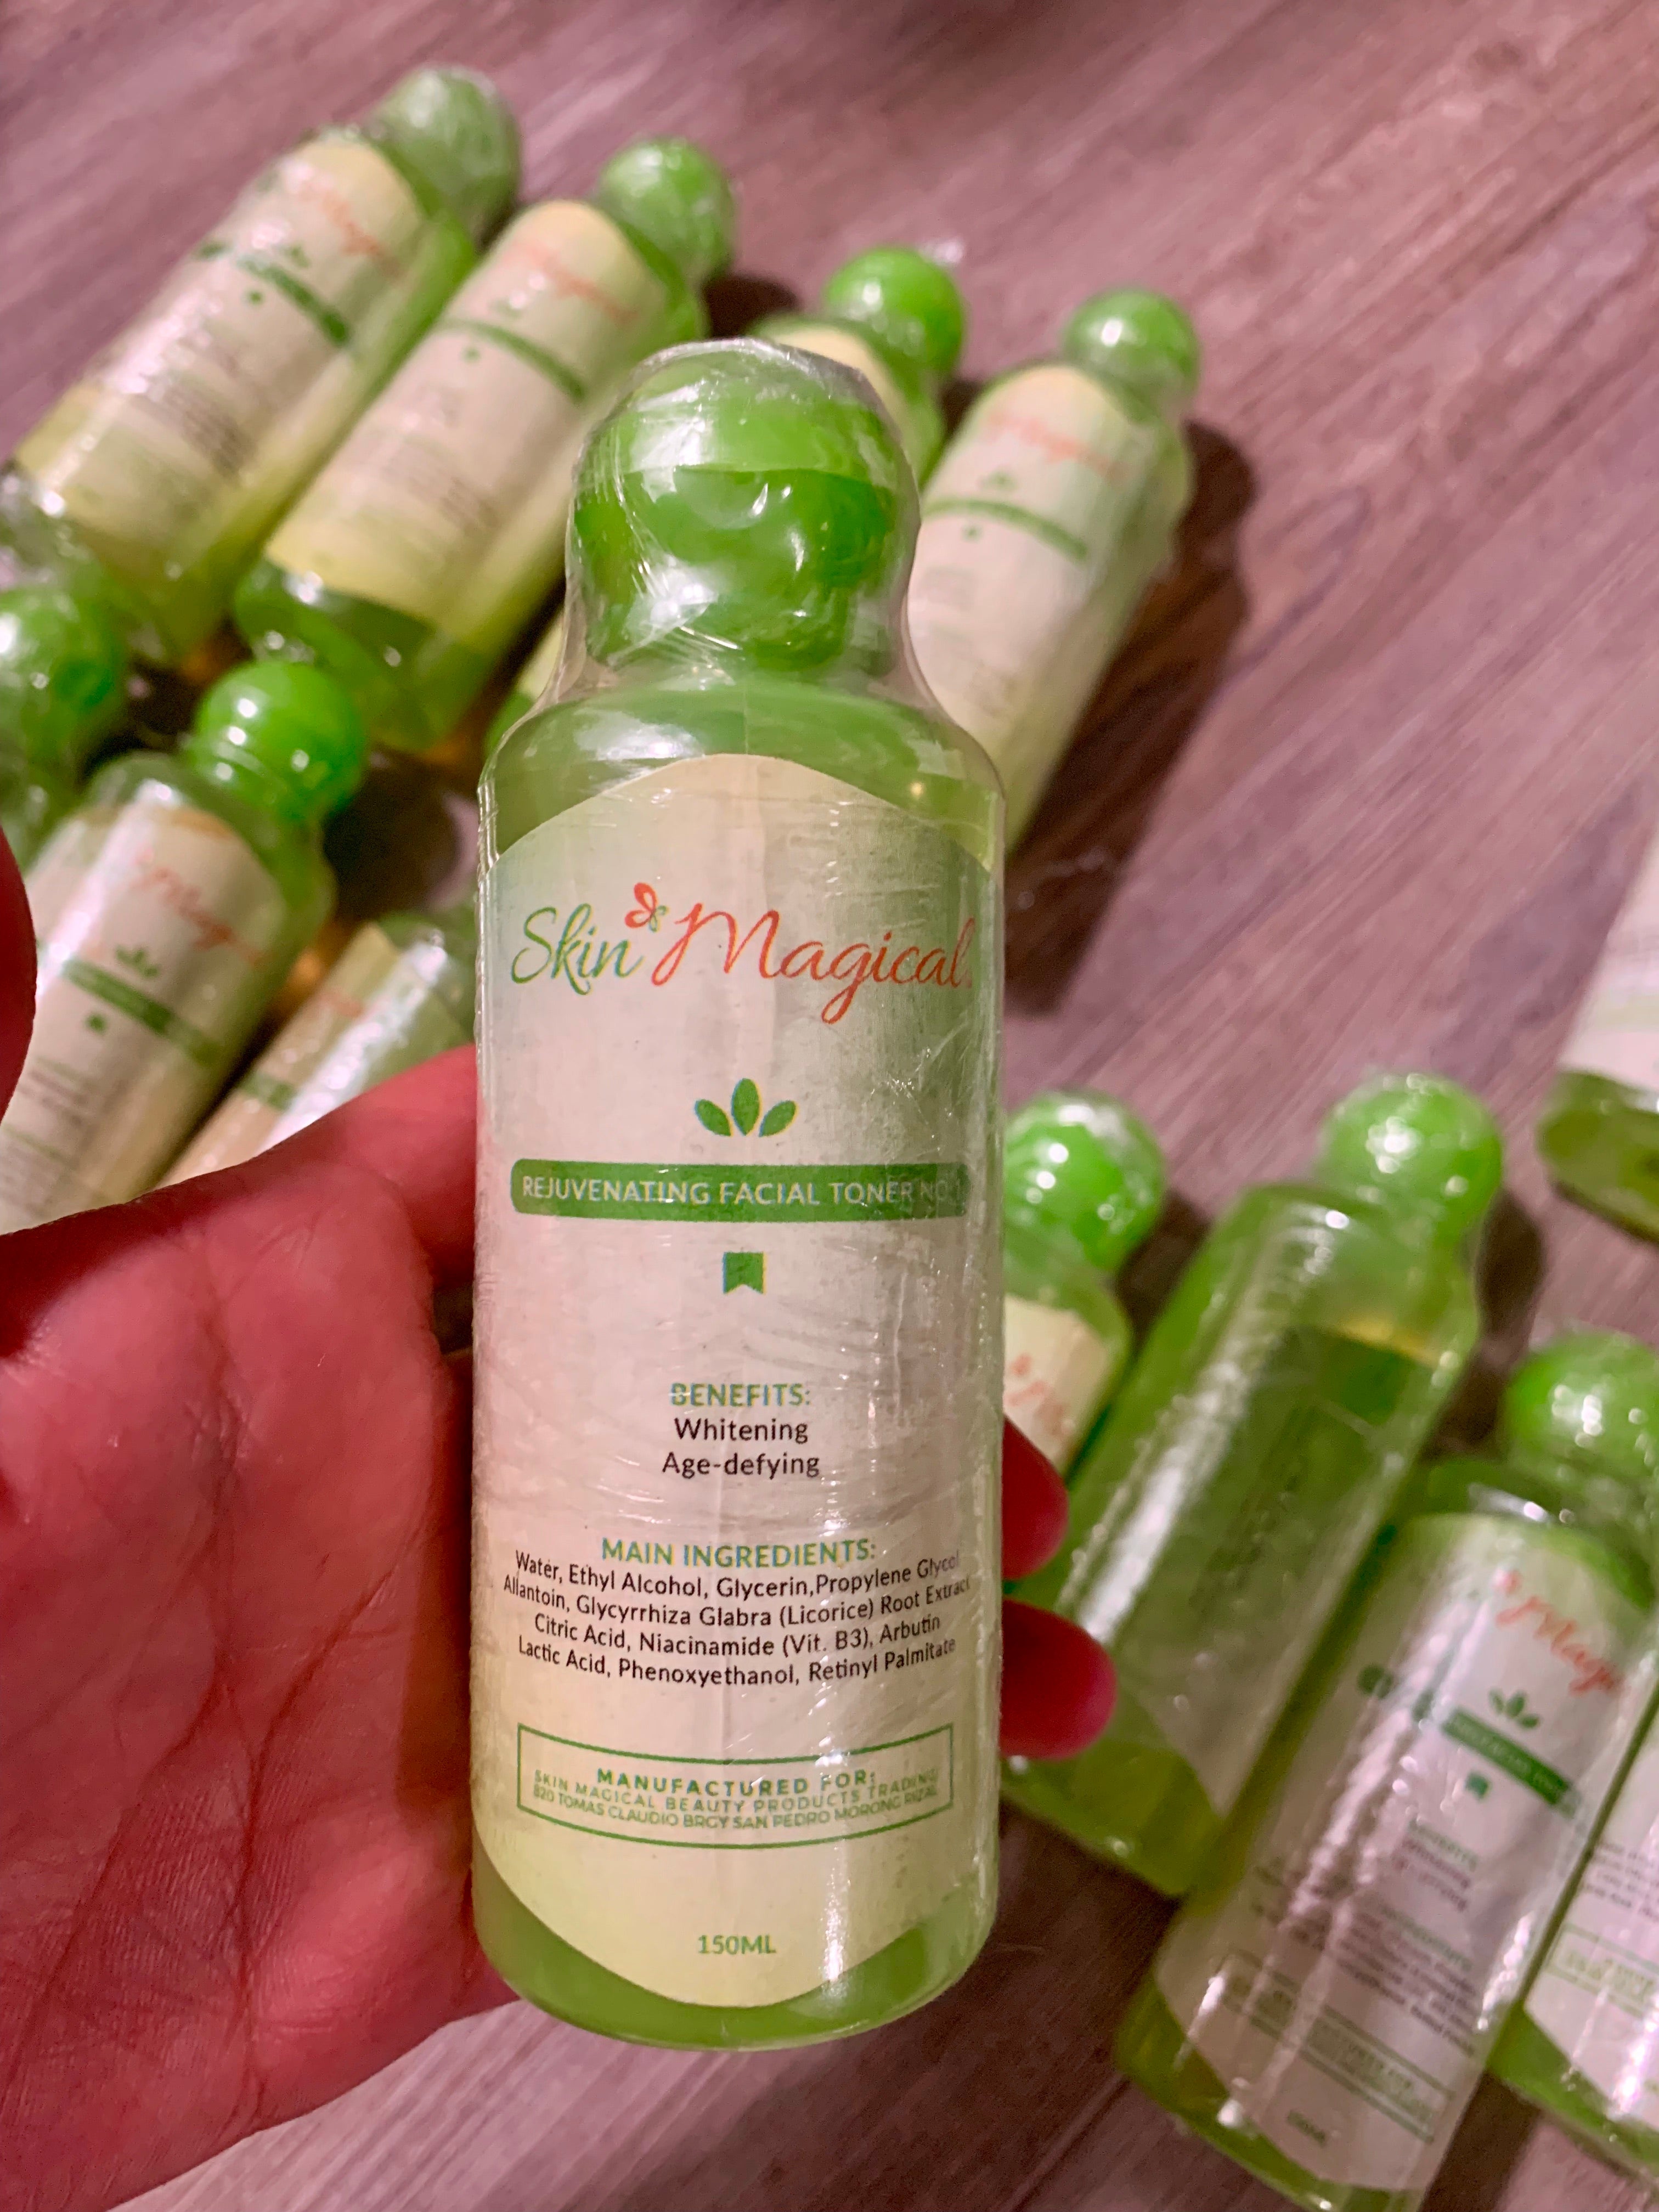 Skin Magical
REJUVENATING FACIAL TONER NO
BENEFITS:
Whitening
Age-defying
MAIN INGREDIENTS:
Water, Ethyl Alcohol, Glycerin,Propylene Glycol
Allantoin, Glycyrrhiza Glabra (Licorice) Root Extract
Citric Acid, Niacinamide (Vit. B3), Arbutin
Lactic Acid, Phenoxyethanol, Retinyl Palmitate
MANUFACTURED FOR:
SKIN MAGICAL BEAUTY PRODUCTS TRADING
820 TOMAS CLAUDIO BRGY SAN PEDRO MORONG RIZAL
150ML